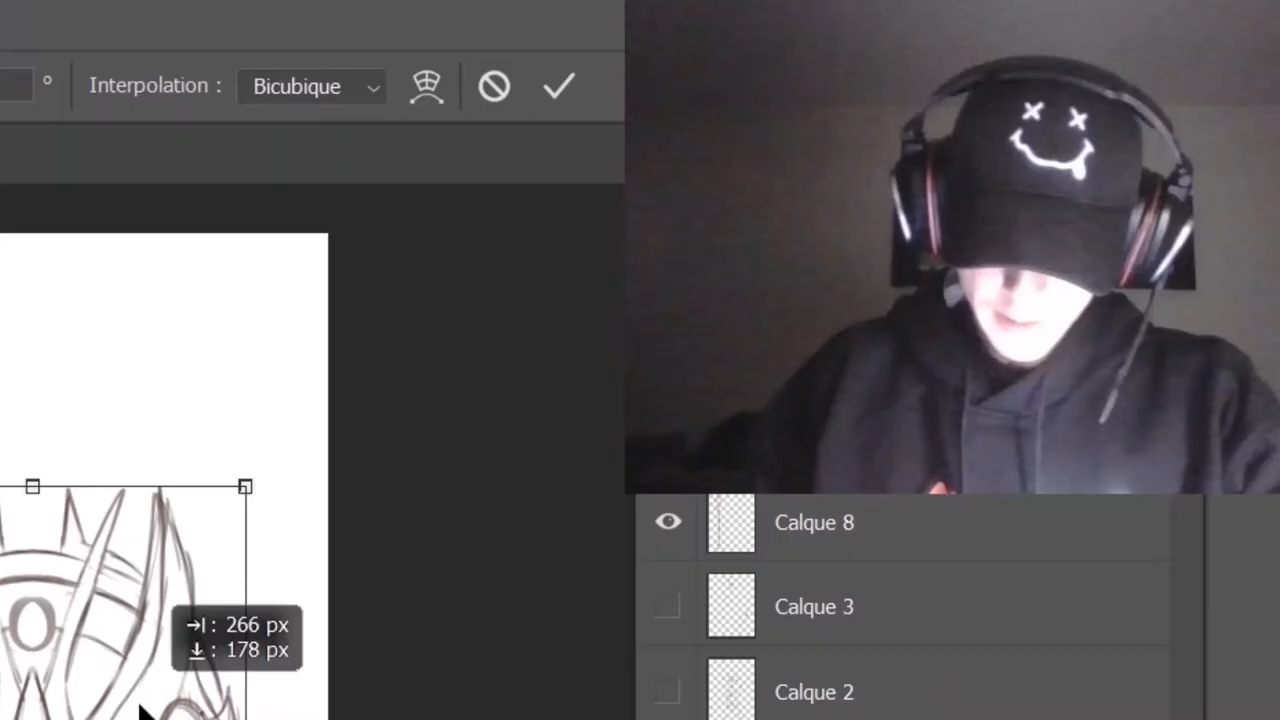 ° Interpolation : Bicubique
Calque 8
Calque 3
→| : 266 px
↓ : 178 px
Calque 2